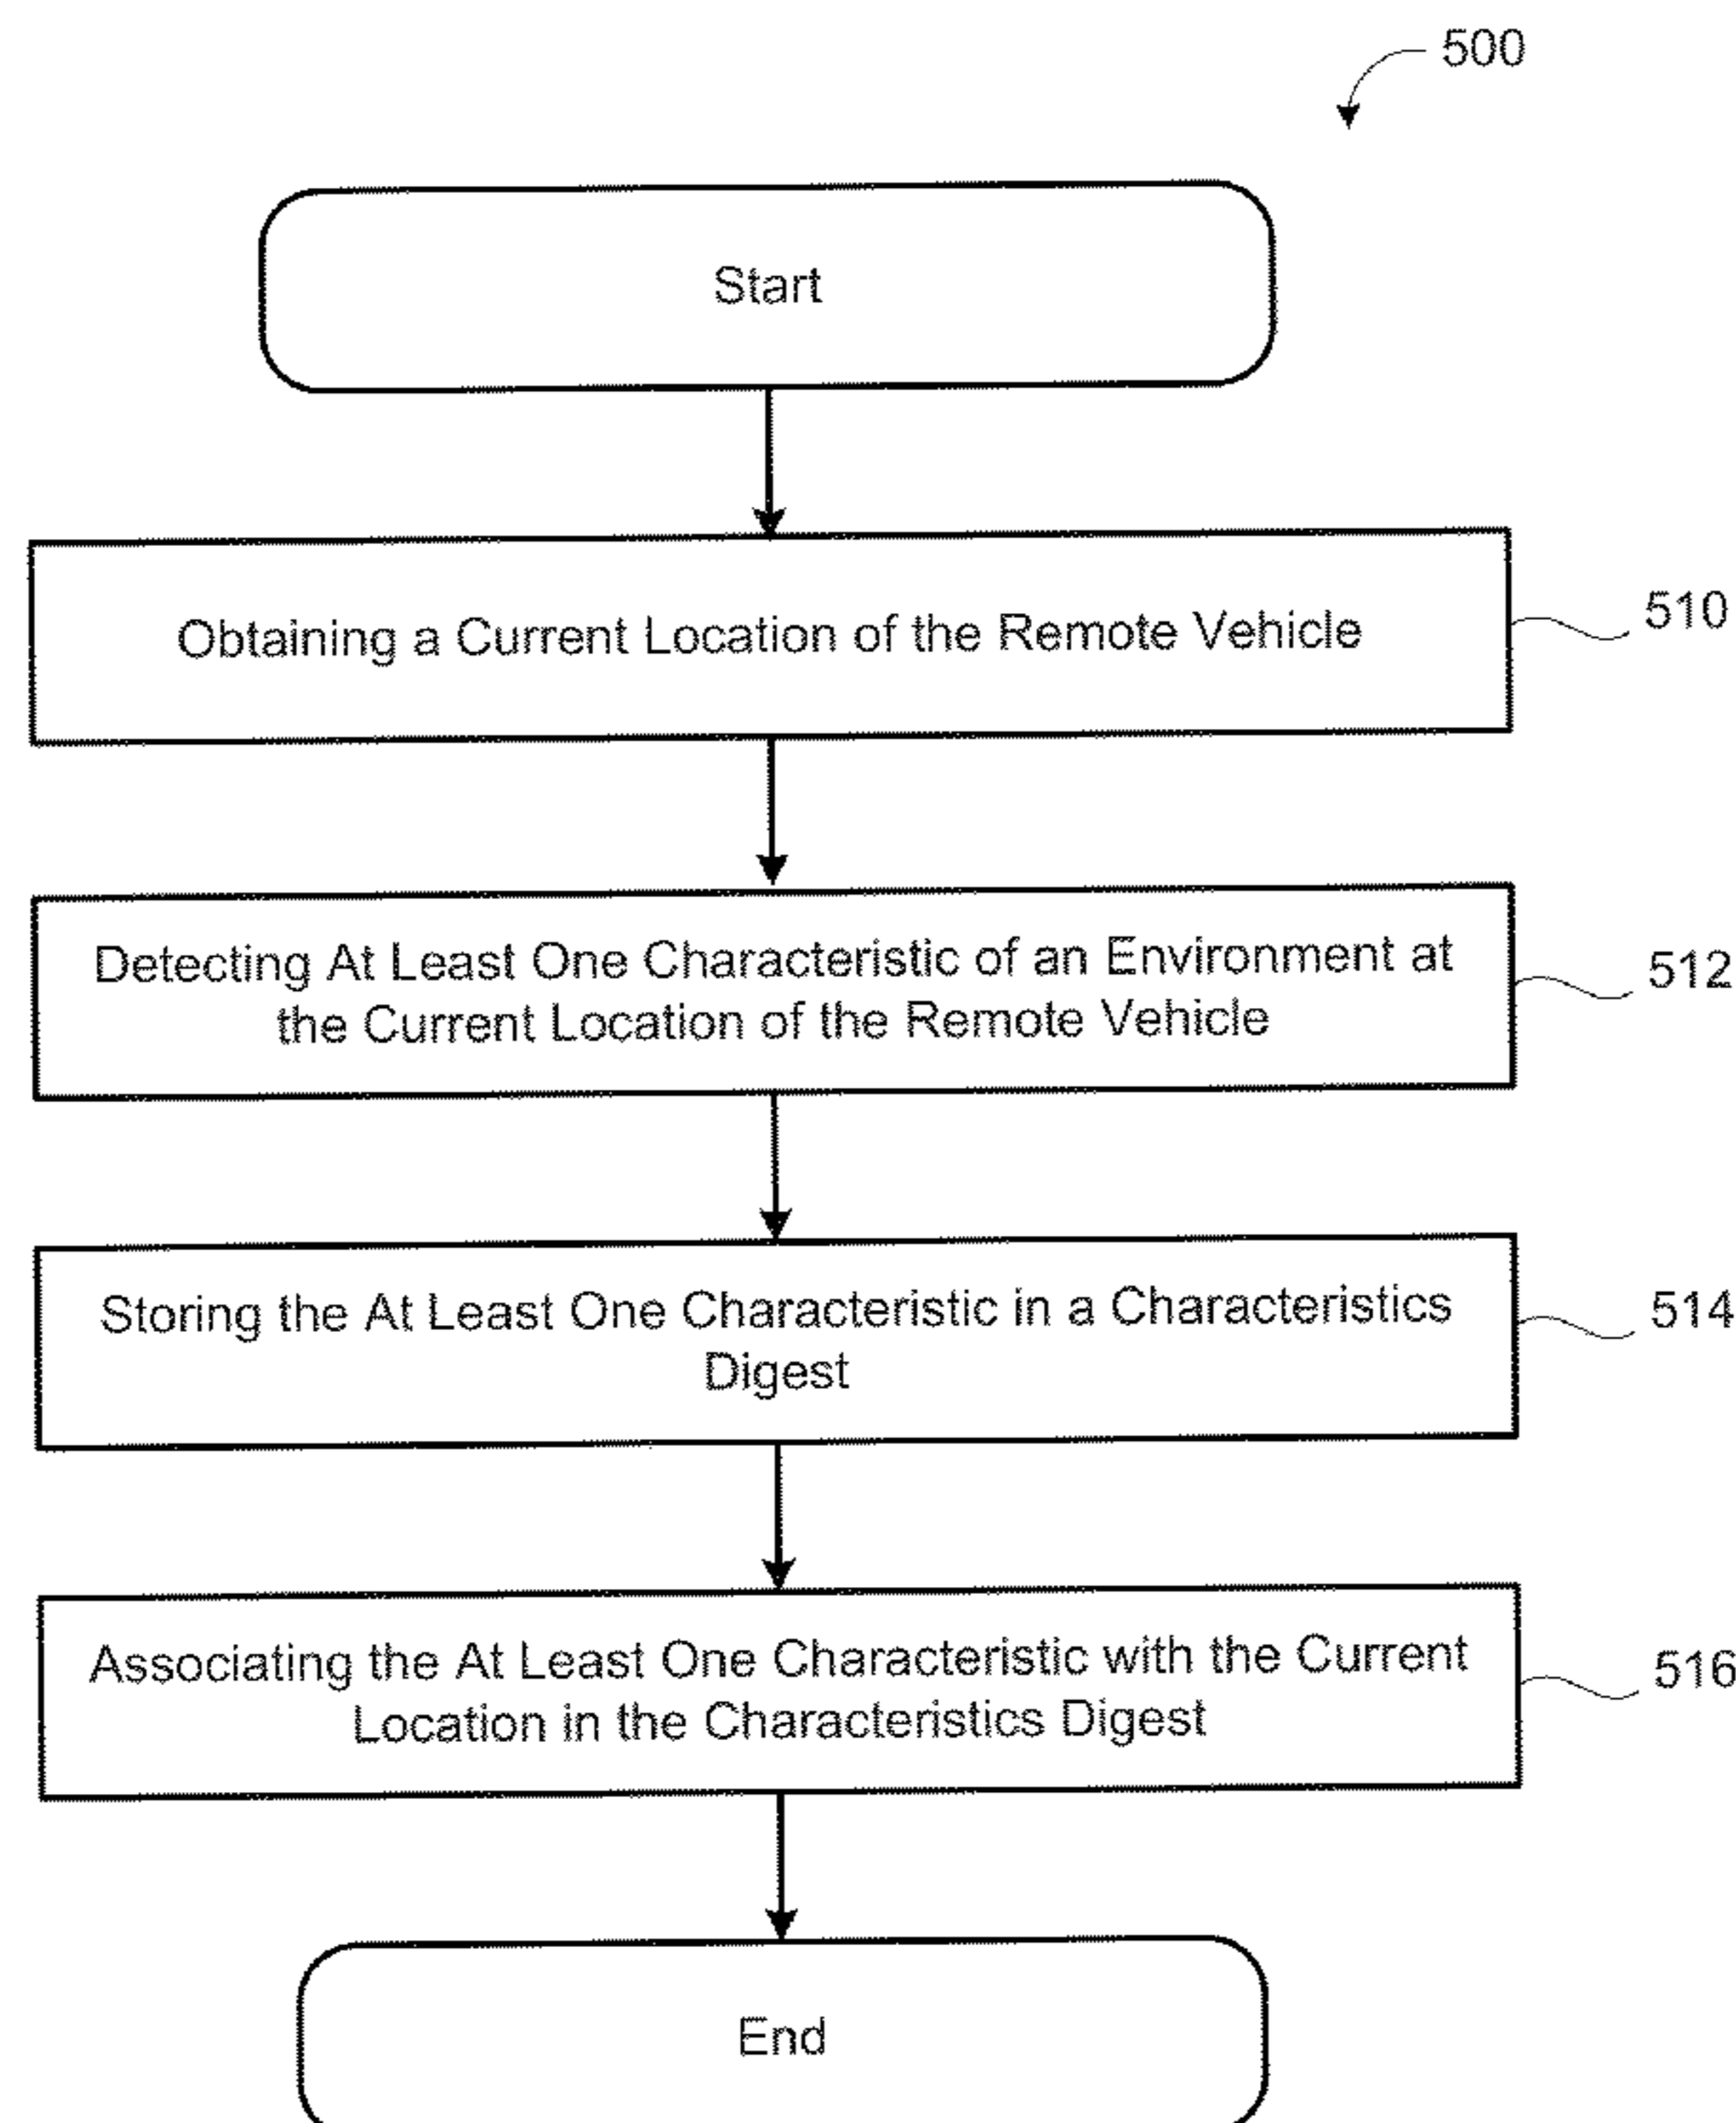 500
Start
Obtaining a Current Location of the Remote Vehicle
510
Detecting At Least One Characteristic of an Environment at
the Current Location of the Remote Vehicle
512
Storing the At Least One Characteristic in a Characteristics
Digest
514
Associating the At Least One Characteristic with the Current
Location in the Characteristics Digest
516
End